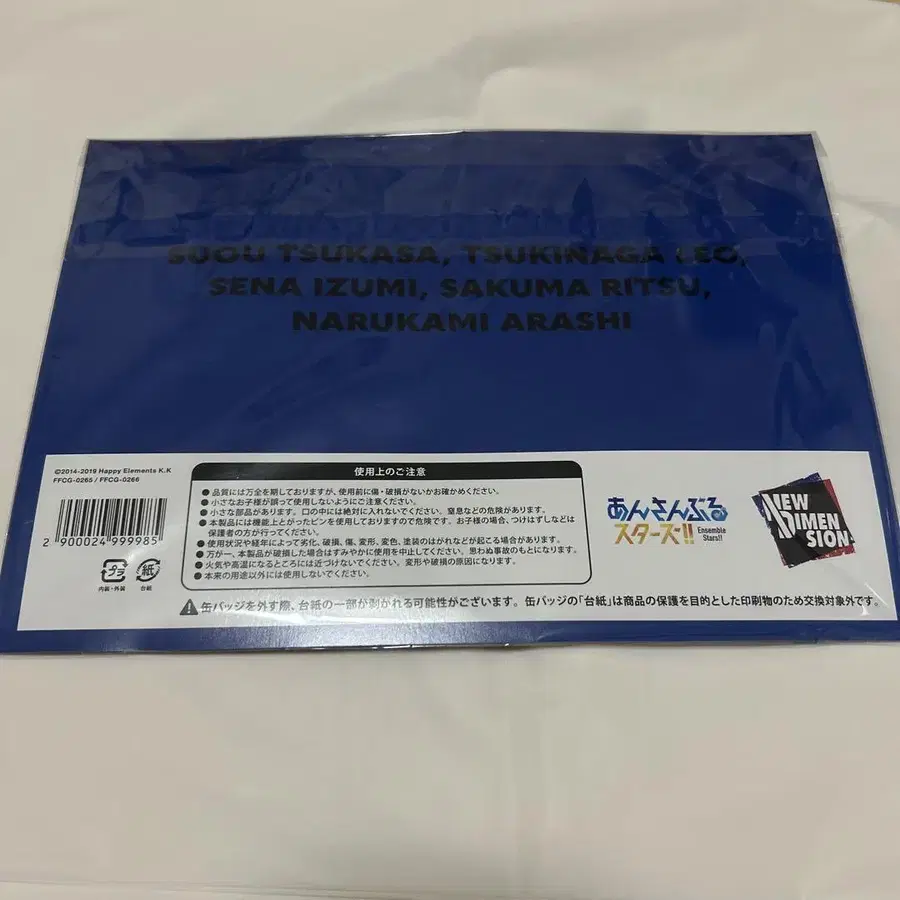 SUOU TSUKASA, TSUKINAGA LEO,
SENA IZUMI, SAKUMA RITSU,
NARUKAMI ARASHI
©2014-2019 Happy Elements K.K
FFCG-0265 / FFCG-0266
2 900024 999985
プラ
内装・外装
紙
台紙
使用上のご注意
● 品質には万全を期しておりますが、使用前に傷・破損がないかお確かめください。
● 小さなお子様が誤って使用しないようにご注意ください。
● 小さな部品があります。口の中には絶対に入れないでください。窒息などの危険があります。
● 本製品には機能上とがったピンを使用しておりますので危険です。お子様の場合、つけはずしなどは
保護者の方が行ってください。
● 使用状況や経年によって劣化、破損、傷、変形、変色、塗装のはがれなどが起こる場合があります。
● 万が一、本製品が破損した場合はすみやかに使用を中止してください。思わぬ事故のもとになります。
● 火気や高温になるところには近づけないでください。変形や破損の原因になります。
● 本来の用途以外には使用しないでください。
あんさんぶる
スターズ!!
Ensemble
Stars!!
NEW
DIMEN
SION
缶バッジを外す際、台紙の一部が剥がれる可能性がございます。缶バッジの「台紙」は商品の保護を目的とした印刷物のため交換対象外です。